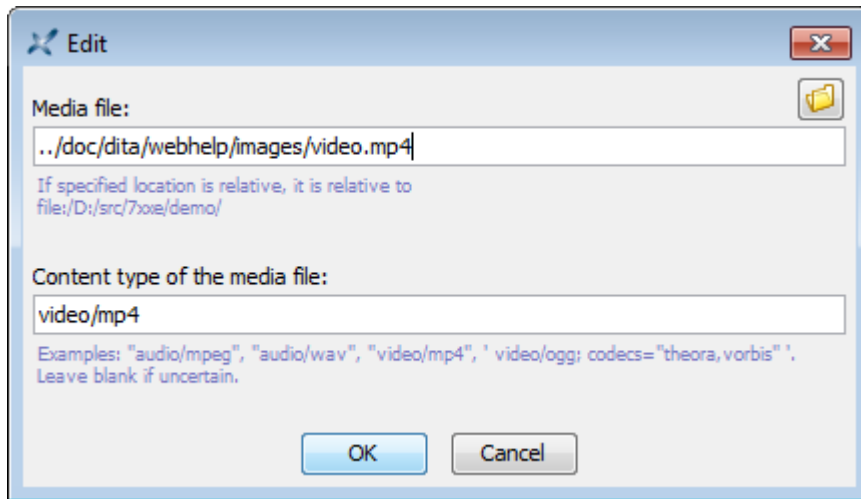 Edit
Media file:
../doc/dita/webhelp/images/video.mp4
If specified location is relative, it is relative to
file:/D:/src/7xxe/demo/
Content type of the media file:
video/mp4
Examples: "audio/mpeg", "audio/wav", "video/mp4", ' video/ogg; codecs="theora,vorbis" '.
Leave blank if uncertain.
OK
Cancel